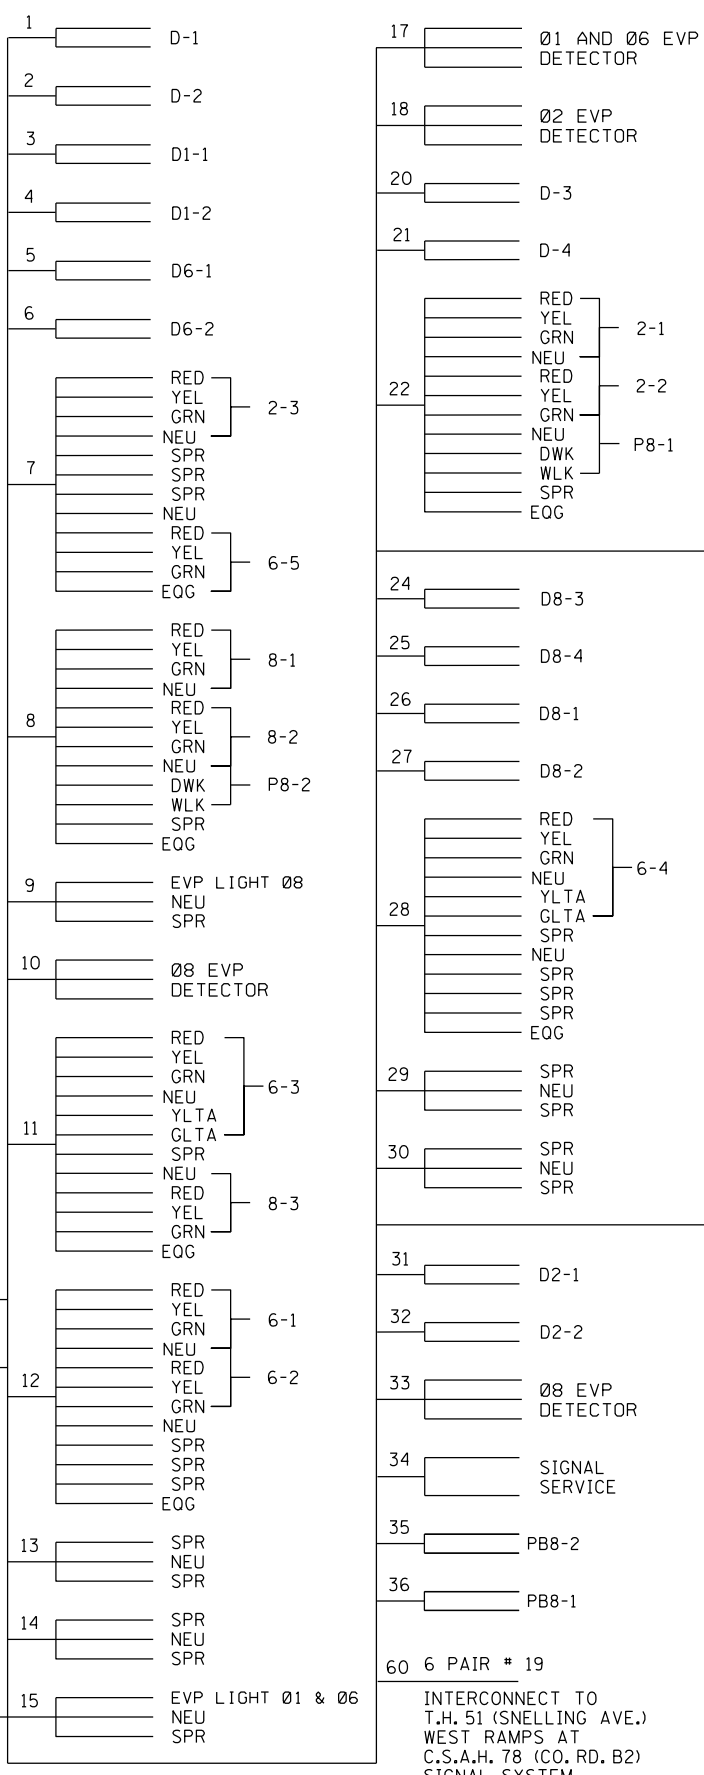 1
D-1
2
D-2
3
D1-1
4
D1-2
5
D6-1
6
D6-2
7
RED
YEL
GRN
NEU
2-3
SPR
SPR
SPR
NEU
RED
YEL
GRN
EQG
6-5
8
RED
YEL
GRN
NEU
8-1
RED
YEL
GRN
NEU
8-2
DWK
WLK
P8-2
SPR
EQG
9
EVP LIGHT Ø8
NEU
SPR
10
Ø8 EVP
DETECTOR
11
RED
YEL
GRN
NEU
YLTA
GLTA
6-3
SPR
NEU
RED
YEL
GRN
8-3
EQG
12
RED
YEL
GRN
NEU
6-1
RED
YEL
GRN
6-2
NEU
SPR
SPR
SPR
EQG
13
SPR
NEU
SPR
14
SPR
NEU
SPR
15
EVP LIGHT Ø1 & Ø6
NEU
SPR
17
Ø1 AND Ø6 EVP
DETECTOR
18
Ø2 EVP
DETECTOR
20
D-3
21
D-4
22
RED
YEL
GRN
NEU
2-1
RED
YEL
GRN
2-2
NEU
DWK
WLK
P8-1
SPR
EQG
24
D8-3
25
D8-4
26
D8-1
27
D8-2
28
RED
YEL
GRN
NEU
YLTA
GLTA
6-4
SPR
NEU
SPR
SPR
SPR
EQG
29
SPR
NEU
SPR
30
SPR
NEU
SPR
31
D2-1
32
D2-2
33
Ø8 EVP
DETECTOR
34
SIGNAL
SERVICE
35
PB8-2
36
PB8-1
60 6 PAIR # 19
INTERCONNECT TO
T.H. 51 (SNELLING AVE.)
WEST RAMPS AT
C.S.A.H. 78 (CO. RD. B2)
SIGNAL SYSTEM